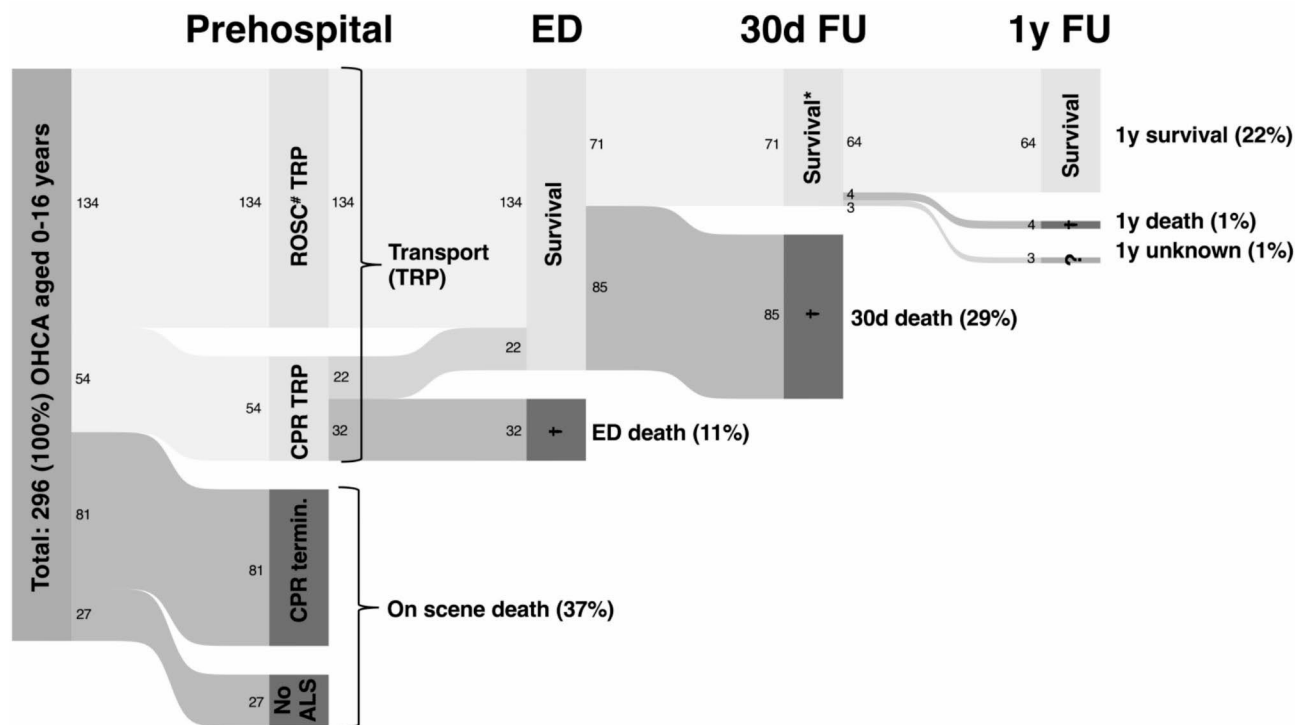 Prehospital
ED
30d FU
1y FU
Total: 296 (100%) OHCA aged 0-16 years
134
54
81
27
134
ROSC# TRP
134
54
CPR TRP
22
32
81
CPR termin.
27
No
ALS
Transport
(TRP)
On scene death (37%)
134
22
Survival
32
†
ED death (11%)
71
85
71
Survival*
85
†
30d death (29%)
64
4
3
64
Survival
1y survival (22%)
4
†
1y death (1%)
3
?
1y unknown (1%)